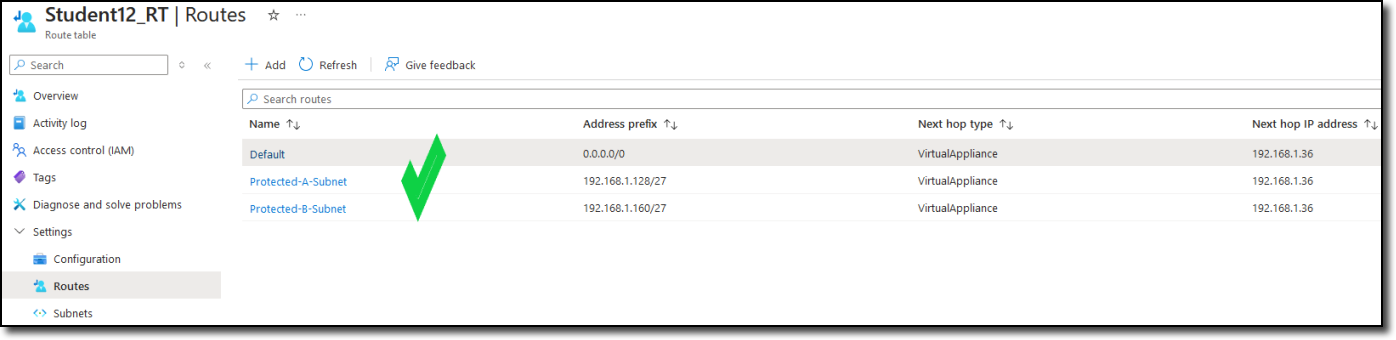 Student12_RT | Routes ☆ ···
Route table
Search
+ Add Refresh Give feedback
Search routes
Name ↑↓ Address prefix ↑↓ Next hop type ↑↓ Next hop IP address ↑↓
Default 0.0.0.0/0 VirtualAppliance 192.168.1.36
Protected-A-Subnet 192.168.1.128/27 VirtualAppliance 192.168.1.36
Protected-B-Subnet 192.168.1.160/27 VirtualAppliance 192.168.1.36
Overview
Activity log
Access control (IAM)
Tags
Diagnose and solve problems
Settings
Configuration
Routes
Subnets